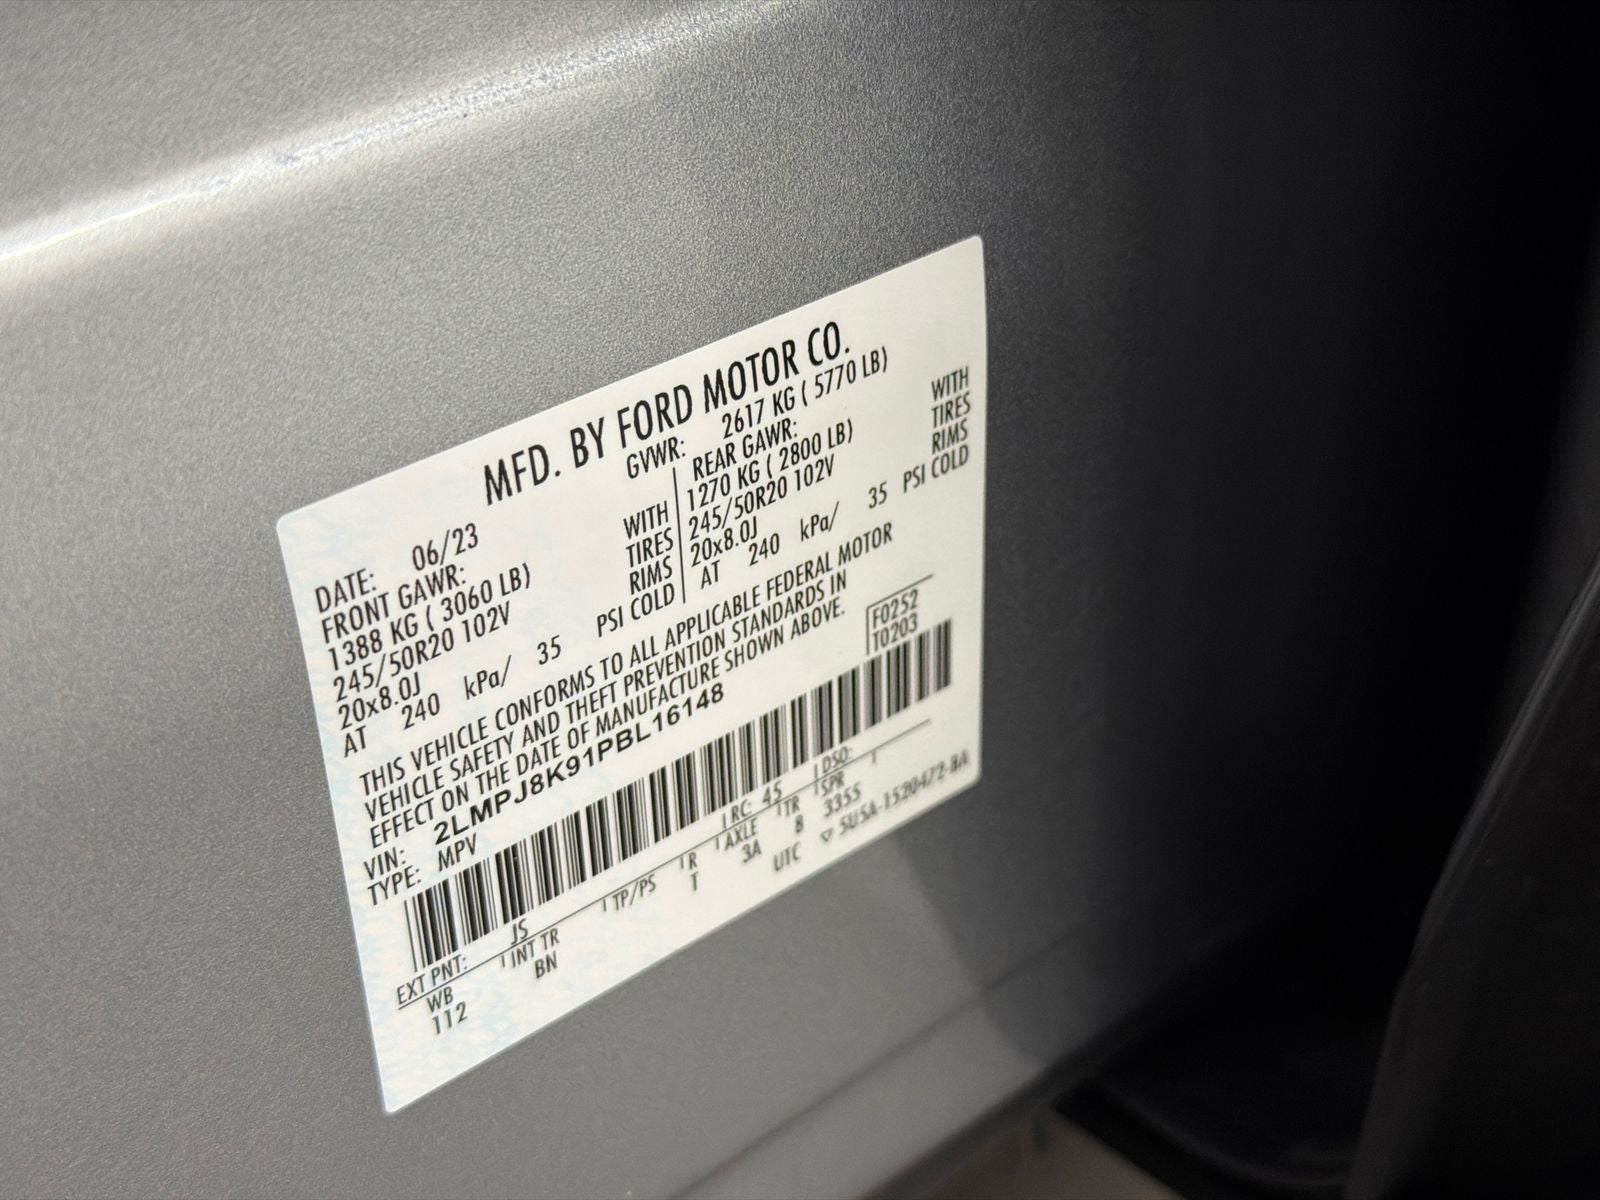 MFD. BY FORD MOTOR CO.
DATE: 06/23 GVWR: 2617 KG ( 5770 LB)
FRONT GAWR: REAR GAWR:
1388 KG ( 3060 LB) WITH 1270 KG ( 2800 LB) WITH
245/50R20 102V TIRES 245/50R20 102V TIRES
20x8.0J RIMS 20x8.0J RIMS
AT 240 kPa/ 35 PSI COLD AT 240 kPa/ 35 PSI COLD
THIS VEHICLE CONFORMS TO ALL APPLICABLE FEDERAL MOTOR
VEHICLE SAFETY AND THEFT PREVENTION STANDARDS IN
EFFECT ON THE DATE OF MANUFACTURE SHOWN ABOVE.
VIN: 2LMPJ8K91PBL16148 F0252
TYPE: MPV T0203
EXT PNT: JS RC: 45 DSO:
WB INT TR TP/PS R AXLE TR SPR
112 BN T 3A 8 3355
UTC ▽ 5U5A-1520472-BA